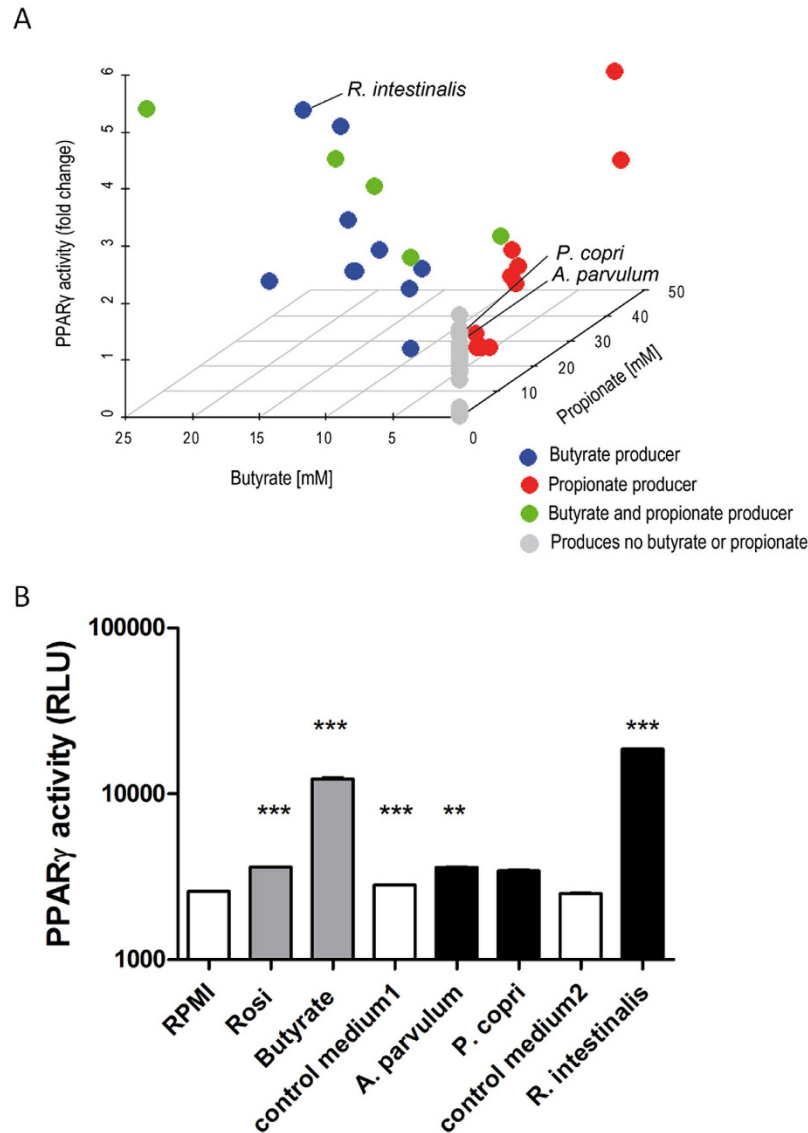 A
PPARγ activity (fold change)
6
5
4
3
2
1
0
R. intestinalis
P. copri
A. parvulum
50
40
30
20
10
Propionate [mM]
25
20
15
10
5
0
Butyrate [mM]
Butyrate producer
Propionate producer
Butyrate and propionate producer
Produces no butyrate or propionate
B
PPARγ activity (RLU)
100000
10000
1000
***
***
***
**
***
RPMI
Rosi
Butyrate
control medium1
A. parvulum
P. copri
control medium2
R. intestinalis